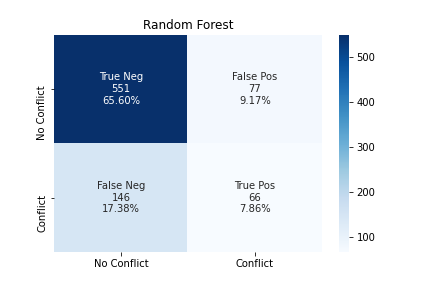 Random Forest
No Conflict
True Neg
551
65.60%
False Pos
77
9.17%
Conflict
False Neg
146
17.38%
True Pos
66
7.86%
No Conflict
Conflict
500
400
300
200
100